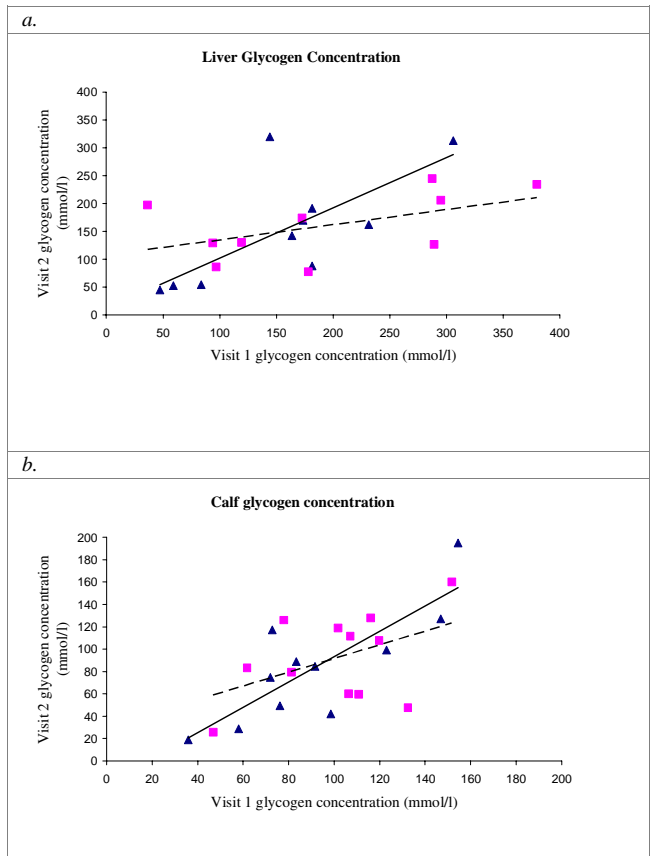 a.
Liver Glycogen Concentration
400
350
300
250
200
150
100
50
0
Visit 2 glycogen concentration
(mmol/l)
0 50 100 150 200 250 300 350 400
Visit 1 glycogen concentration (mmol/l)
b.
Calf glycogen concentration
200
180
160
140
120
100
80
60
40
20
0
Visit 2 glycogen concentration
(mmol/l)
0 20 40 60 80 100 120 140 160 180 200
Visit 1 glycogen concentration (mmol/l)